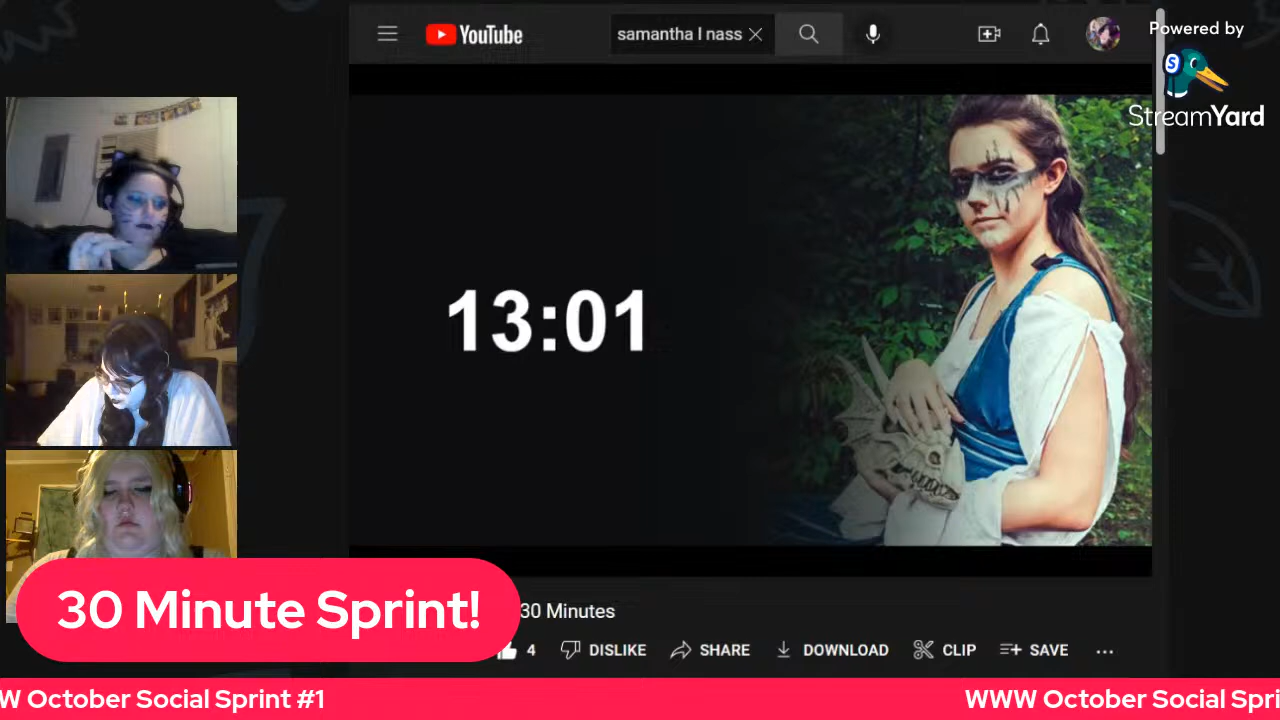 YouTube
samantha l nass
Powered by
S
StreamYard
13:01
30 Minute Sprint!
30 Minutes
4 DISLIKE SHARE DOWNLOAD CLIP SAVE ...
W October Social Sprint #1
WWW October Social Spri